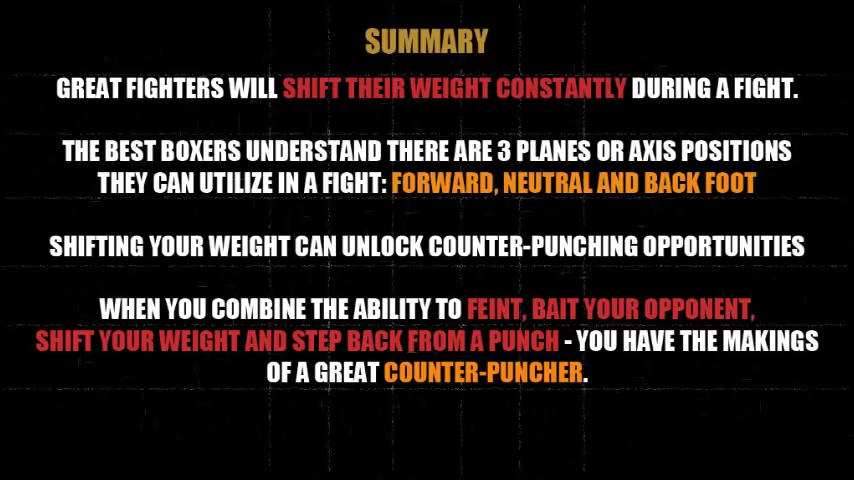 SUMMARY
GREAT FIGHTERS WILL SHIFT THEIR WEIGHT CONSTANTLY DURING A FIGHT.
THE BEST BOXERS UNDERSTAND THERE ARE 3 PLANES OR AXIS POSITIONS
THEY CAN UTILIZE IN A FIGHT: FORWARD, NEUTRAL AND BACK FOOT
SHIFTING YOUR WEIGHT CAN UNLOCK COUNTER-PUNCHING OPPORTUNITIES
WHEN YOU COMBINE THE ABILITY TO FEINT, BAIT YOUR OPPONENT,
SHIFT YOUR WEIGHT AND STEP BACK FROM A PUNCH - YOU HAVE THE MAKINGS
OF A GREAT COUNTER-PUNCHER.